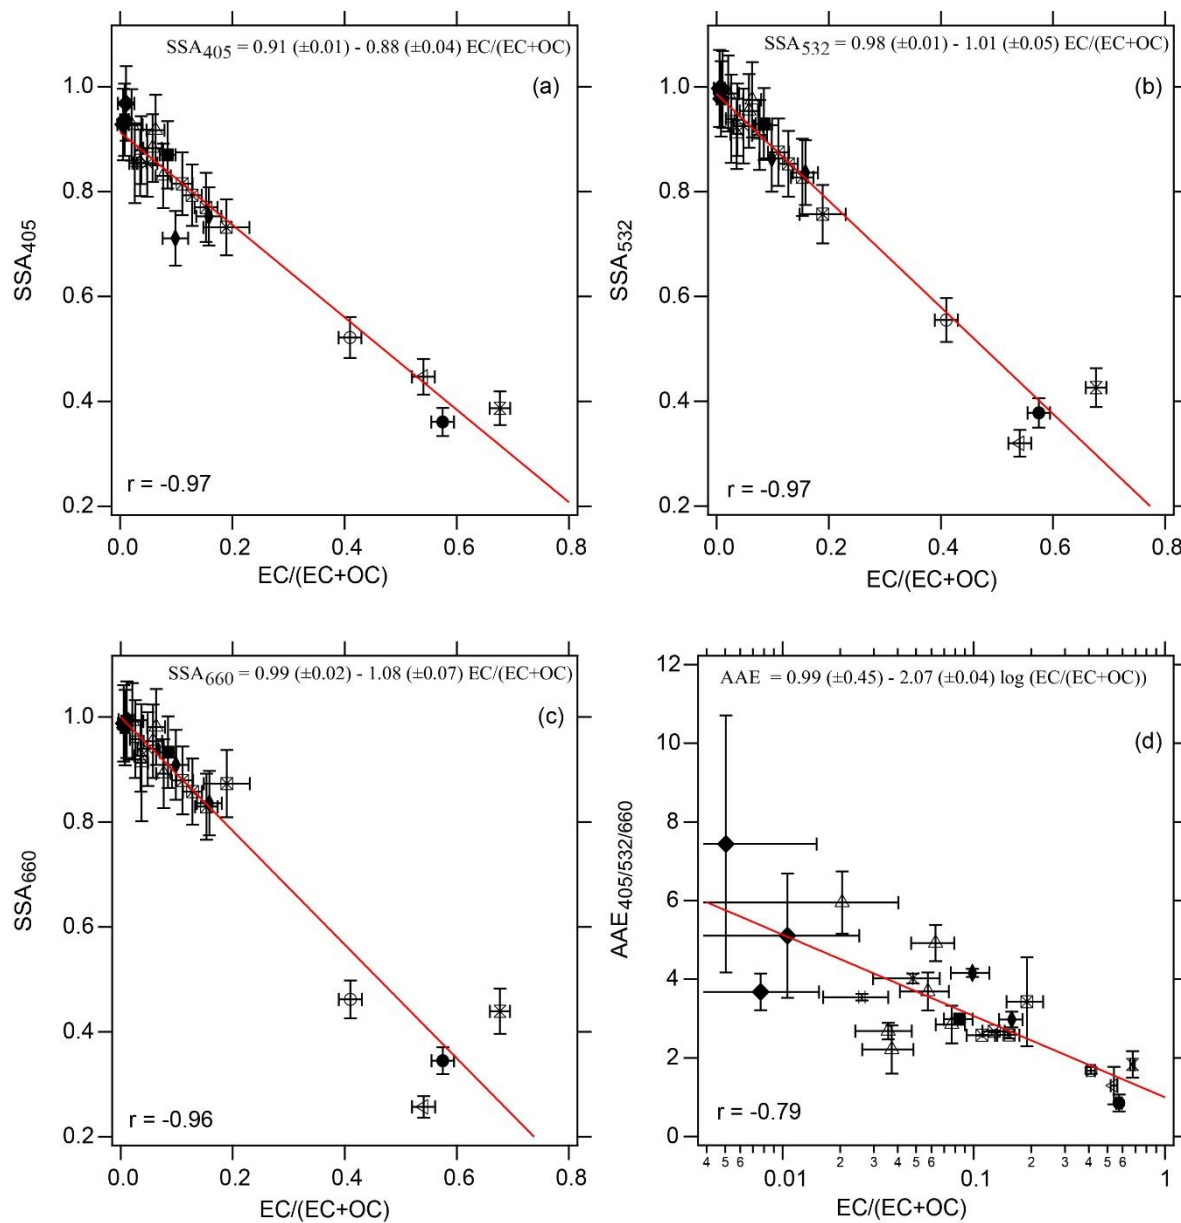 SSA405 = 0.91 (±0.01) - 0.88 (±0.04) EC/(EC+OC)
(a)
1.0
0.8
0.6
0.4
0.2
SSA405
r = -0.97
0.0 0.2 0.4 0.6 0.8
EC/(EC+OC)
SSA532 = 0.98 (±0.01) - 1.01 (±0.05) EC/(EC+OC)
(b)
1.0
0.8
0.6
0.4
0.2
SSA532
r = -0.97
0.0 0.2 0.4 0.6 0.8
EC/(EC+OC)
SSA660 = 0.99 (±0.02) - 1.08 (±0.07) EC/(EC+OC)
(c)
1.0
0.8
0.6
0.4
0.2
SSA660
r = -0.96
0.0 0.2 0.4 0.6 0.8
EC/(EC+OC)
AAE = 0.99 (±0.45) - 2.07 (±0.04) log (EC/(EC+OC))
(d)
12
10
8
6
4
2
0
AAE405/532/660
r = -0.79
4 5 6 0.01 2 3 4 5 6 0.1 2 3 4 5 6 1
EC/(EC+OC)